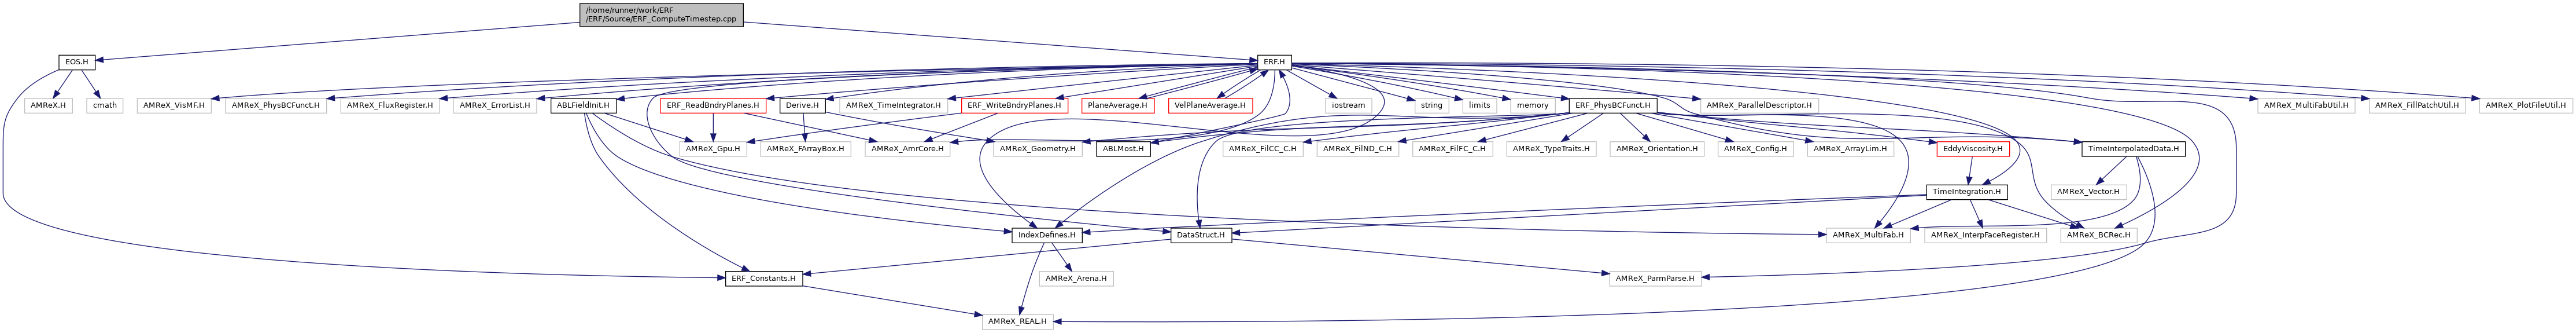 /home/runner/work/ERF
/ERF/Source/ERF_ComputeTimestep.cpp
EOS.H
ERF.H
AMReX.H
cmath
AMReX_VisMF.H
AMReX_PhysBCFunct.H
AMReX_FluxRegister.H
AMReX_ErrorList.H
ABLFieldInit.H
ERF_ReadBndryPlanes.H
Derive.H
AMReX_TimeIntegrator.H
ERF_WriteBndryPlanes.H
PlaneAverage.H
VelPlaneAverage.H
iostream
string
limits
memory
ERF_PhysBCFunct.H
AMReX_ParallelDescriptor.H
AMReX_MultiFabUtil.H
AMReX_FillPatchUtil.H
AMReX_PlotFileUtil.H
AMReX_Gpu.H
AMReX_FArrayBox.H
AMReX_AmrCore.H
AMReX_Geometry.H
ABLMost.H
AMReX_FilCC_C.H
AMReX_FilND_C.H
AMReX_FilFC_C.H
AMReX_TypeTraits.H
AMReX_Orientation.H
AMReX_Config.H
AMReX_ArrayLim.H
EddyViscosity.H
TimeInterpolatedData.H
TimeIntegration.H
AMReX_Vector.H
IndexDefines.H
DataStruct.H
AMReX_MultiFab.H
AMReX_InterpFaceRegister.H
AMReX_BCRec.H
ERF_Constants.H
AMReX_Arena.H
AMReX_ParmParse.H
AMReX_REAL.H